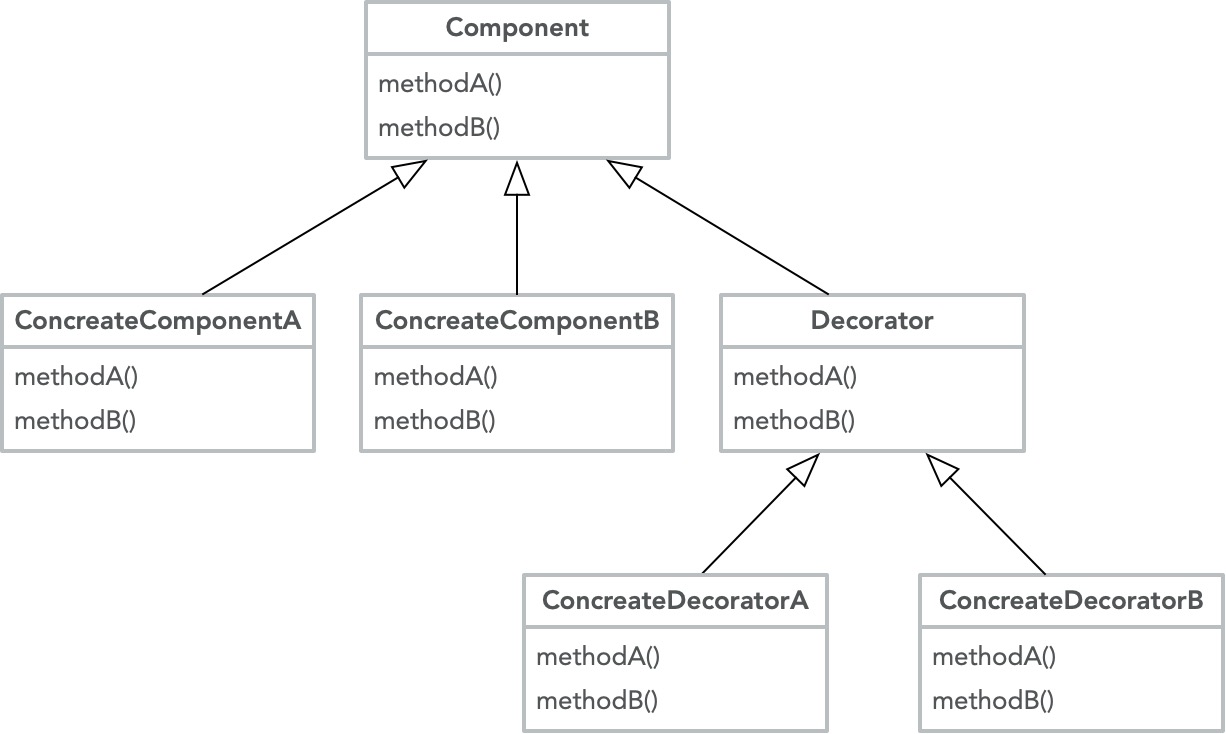 Component
methodA()
methodB()
ConcreateComponentA
methodA()
methodB()
ConcreateComponentB
methodA()
methodB()
Decorator
methodA()
methodB()
ConcreateDecoratorA
methodA()
methodB()
ConcreateDecoratorB
methodA()
methodB()